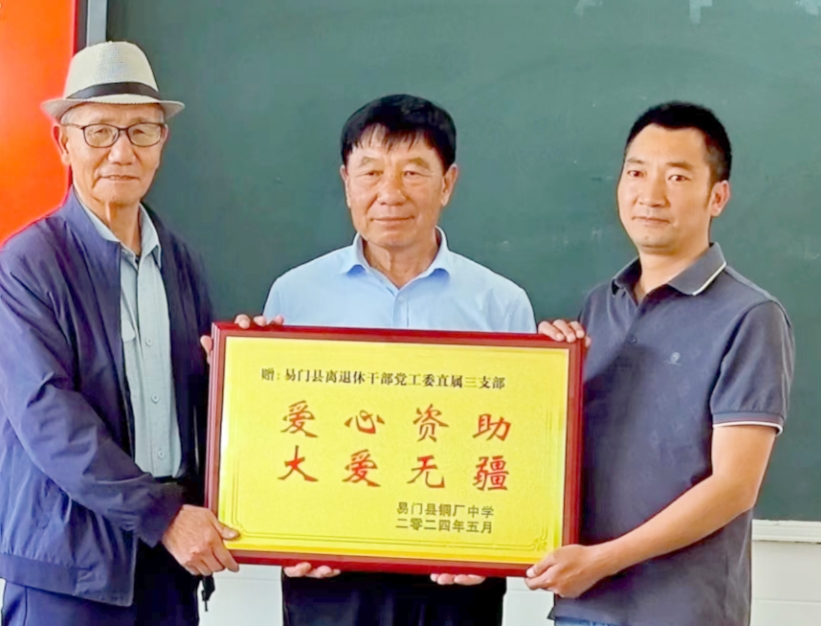 赠：易门县离退休干部党工委直属三支部
爱心资助
大爱无疆
易门县铜厂中学
二零二四年五月